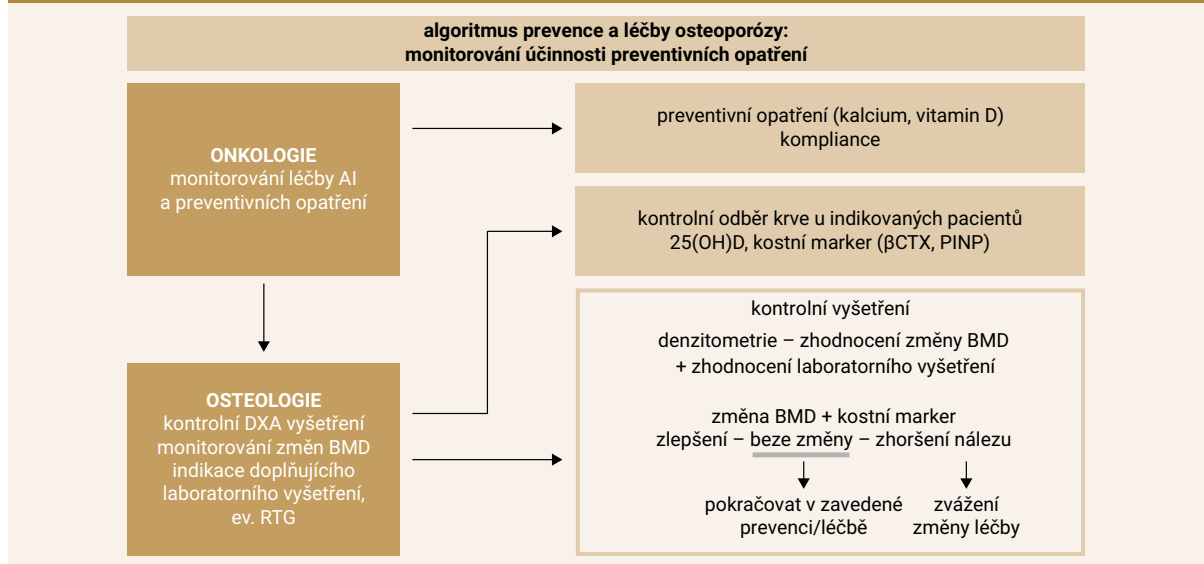 algoritmus prevence a léčby osteoporózy:
monitorování účinnosti preventivních opatření
ONKOLOGIE
monitorování léčby AI
a preventivních opatření
preventivní opatření (kalcium, vitamin D)
kompliance
kontrolní odběr krve u indikovaných pacientů
25(OH)D, kostní marker (βCTX, PINP)
OSTEOLOGIE
kontrolní DXA vyšetření
monitorování změn BMD
indikace doplňujícího
laboratorního vyšetření,
ev. RTG
kontrolní vyšetření
denzitometrie – zhodnocení změny BMD
+ zhodnocení laboratorního vyšetření
změna BMD + kostní marker
zlepšení – beze změny – zhoršení nálezu
pokračovat v zavedené
prevenci/léčbě
zvážení
změny léčby